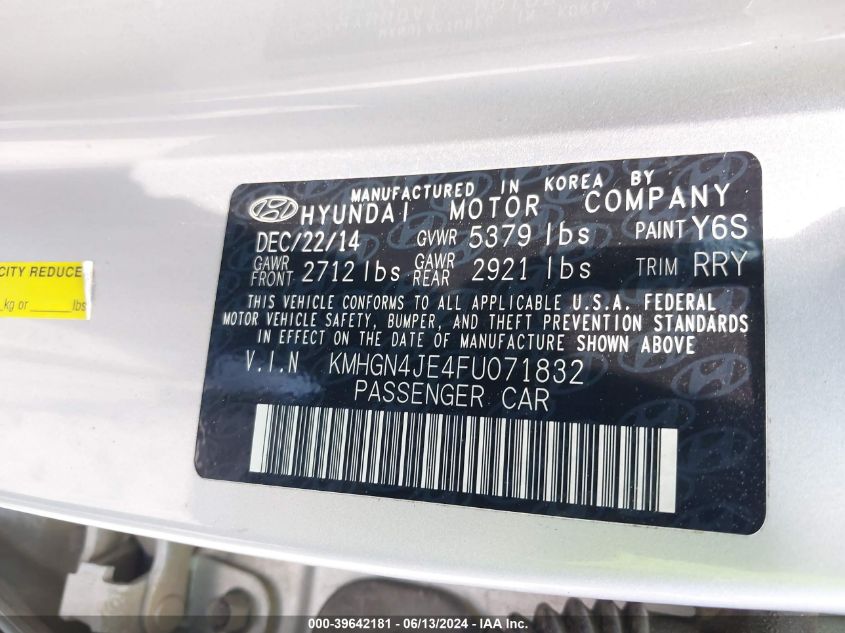 MANUFACTURED IN KOREA BY
HYUNDAI MOTOR COMPANY
DEC/22/14 GVWR 5379 lbs PAINT Y6S
GAWR FRONT 2712 lbs GAWR REAR 2921 lbs TRIM RRY
THIS VEHICLE CONFORMS TO ALL APPLICABLE U.S.A. FEDERAL
MOTOR VEHICLE SAFETY, BUMPER, AND THEFT PREVENTION STANDARDS
IN EFFECT ON THE DATE OF MANUFACTURE SHOWN ABOVE
V.I.N KMHGN4JE4FU071832
PASSENGER CAR
CITY REDUCE
kg or ______ lbs
000-39642181 - 06/13/2024 - IAA Inc.